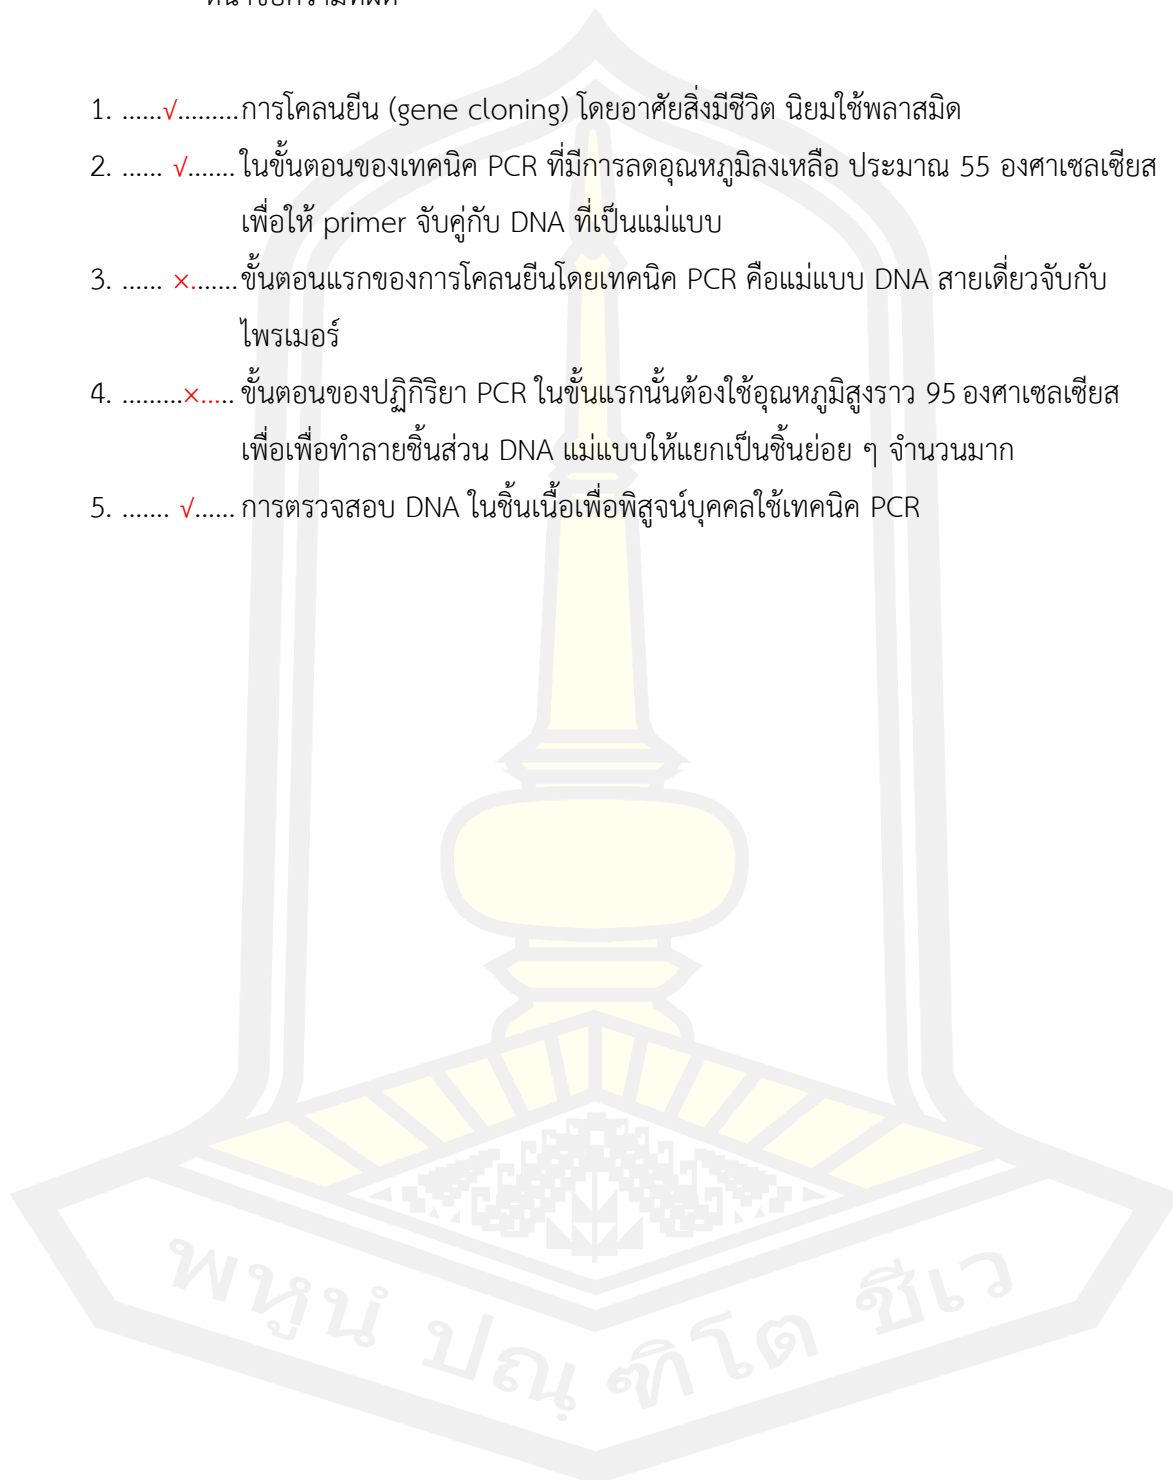 1. ......√.........การโคลนยีน (gene cloning) โดยอาศัยสิ่งมีชีวิต นิยมใช้พลาสมิด
2. ...... √....... ในขั้นตอนของเทคนิค PCR ที่มีการลดอุณหภูมิลงเหลือ ประมาณ 55 องศาเซลเซียส
เพื่อให้ primer จับคู่กับ DNA ที่เป็นแม่แบบ
3. ...... ×....... ขั้นตอนแรกของการโคลนยีนโดยเทคนิค PCR คือแม่แบบ DNA สายเดี่ยวจับกับ
ไพรเมอร์
4. .........×..... ขั้นตอนของปฏิกิริยา PCR ในขั้นแรกนั้นต้องใช้อุณหภูมิสูงราว 95 องศาเซลเซียส
เพื่อเพื่อทำลายชิ้นส่วน DNA แม่แบบให้แยกเป็นชิ้นย่อย ๆ จำนวนมาก
5. ....... √...... การตรวจสอบ DNA ในชิ้นเนื้อเพื่อพิสูจน์บุคคลใช้เทคนิค PCR
พหูนํ ปณฺ ฑิโต ชีเว